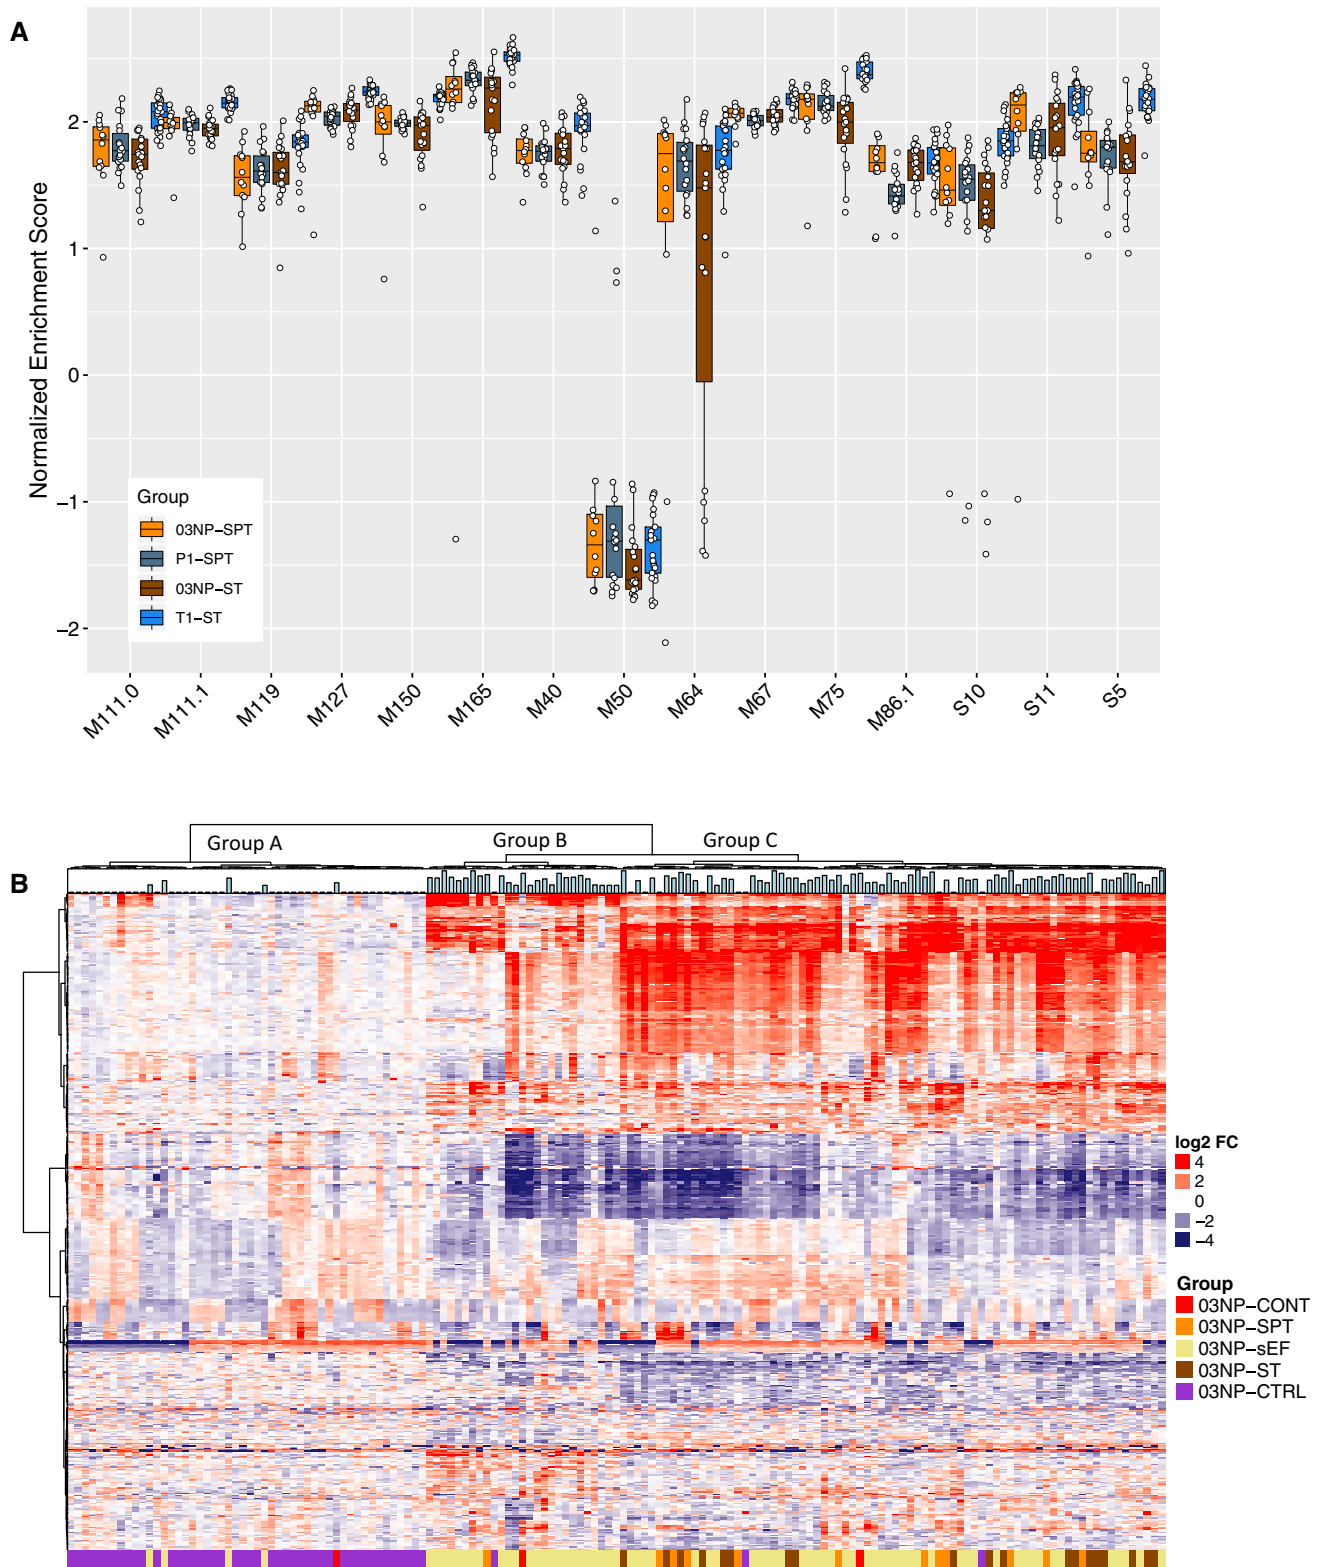 A
Normalized Enrichment Score
2
1
0
−1
−2
Group
03NP−SPT
P1−SPT
03NP−ST
T1−ST
M111.0
M111.1
M119
M127
M150
M165
M40
M50
M64
M67
M75
M86.1
S10
S11
S5
B
Group A
Group B
Group C
log2 FC
4
2
0
−2
−4
Group
03NP−CONT
03NP−SPT
03NP−sEF
03NP−ST
03NP−CTRL